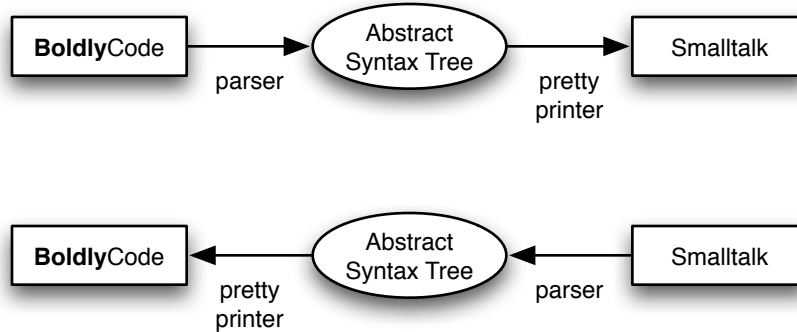 BoldlyCode
parser
Abstract
Syntax Tree
pretty
printer
Smalltalk
BoldlyCode
pretty
printer
Abstract
Syntax Tree
parser
Smalltalk